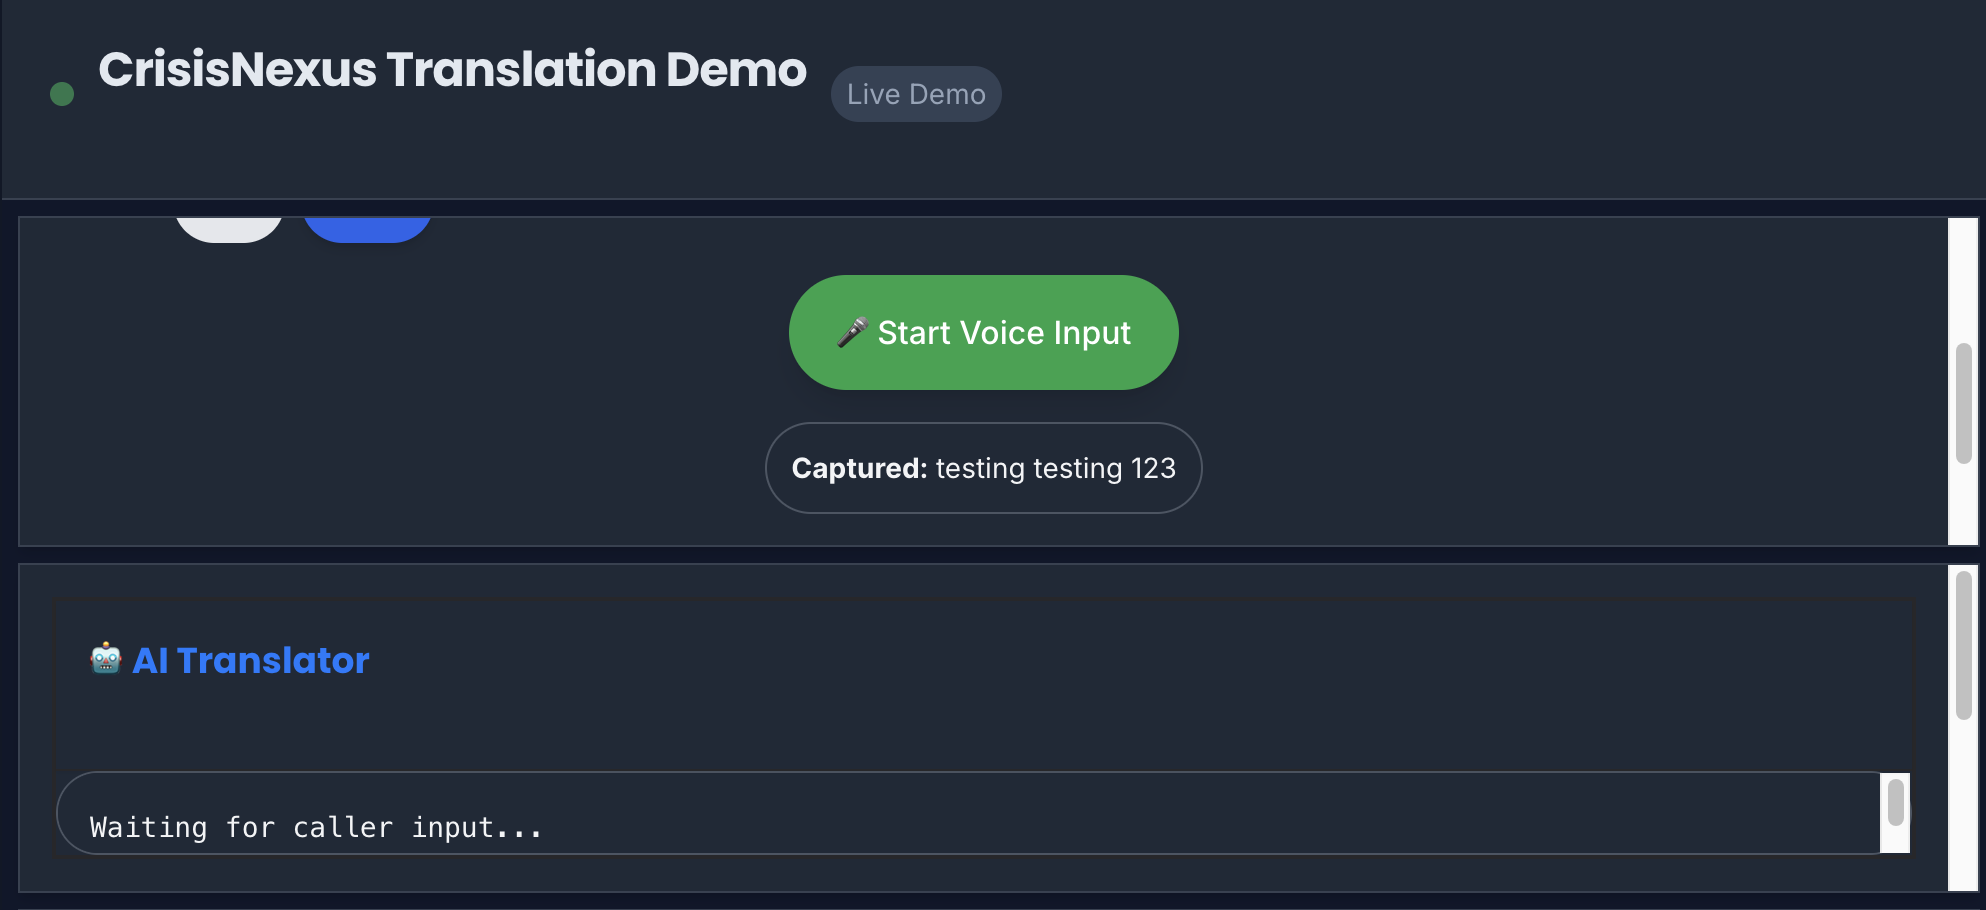 CrisisNexus Translation Demo
Live Demo
🎤 Start Voice Input
Captured: testing testing 123
🤖 AI Translator
Waiting for caller input...